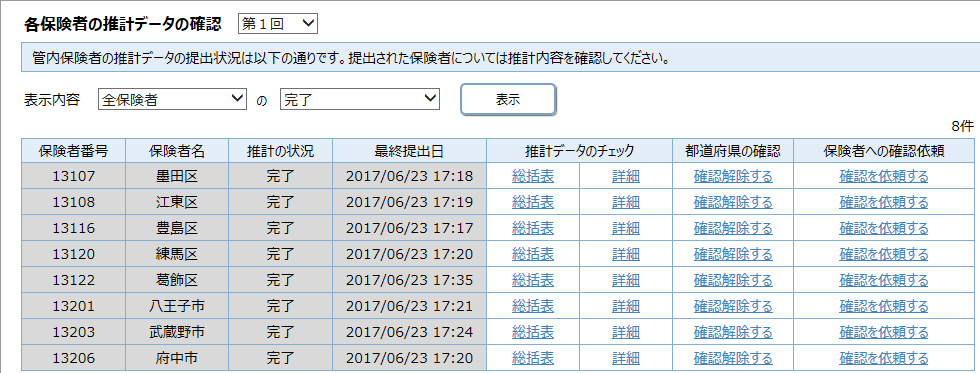 各保険者の推計データの確認 第1回
管内保険者の推計データの提出状況は以下の通りです。提出された保険者については推計内容を確認してください。
表示内容 全保険者 の 完了 表示
8件
保険者番号 保険者名 推計の状況 最終提出日 推計データのチェック 都道府県の確認 保険者への確認依頼
13107 墨田区 完了 2017/06/23 17:18 総括表 詳細 確認解除する 確認を依頼する
13108 江東区 完了 2017/06/23 17:19 総括表 詳細 確認解除する 確認を依頼する
13116 豊島区 完了 2017/06/23 17:17 総括表 詳細 確認解除する 確認を依頼する
13120 練馬区 完了 2017/06/23 17:20 総括表 詳細 確認解除する 確認を依頼する
13122 葛飾区 完了 2017/06/23 17:35 総括表 詳細 確認解除する 確認を依頼する
13201 八王子市 完了 2017/06/23 17:21 総括表 詳細 確認解除する 確認を依頼する
13203 武蔵野市 完了 2017/06/23 17:24 総括表 詳細 確認解除する 確認を依頼する
13206 府中市 完了 2017/06/23 17:20 総括表 詳細 確認解除する 確認を依頼する